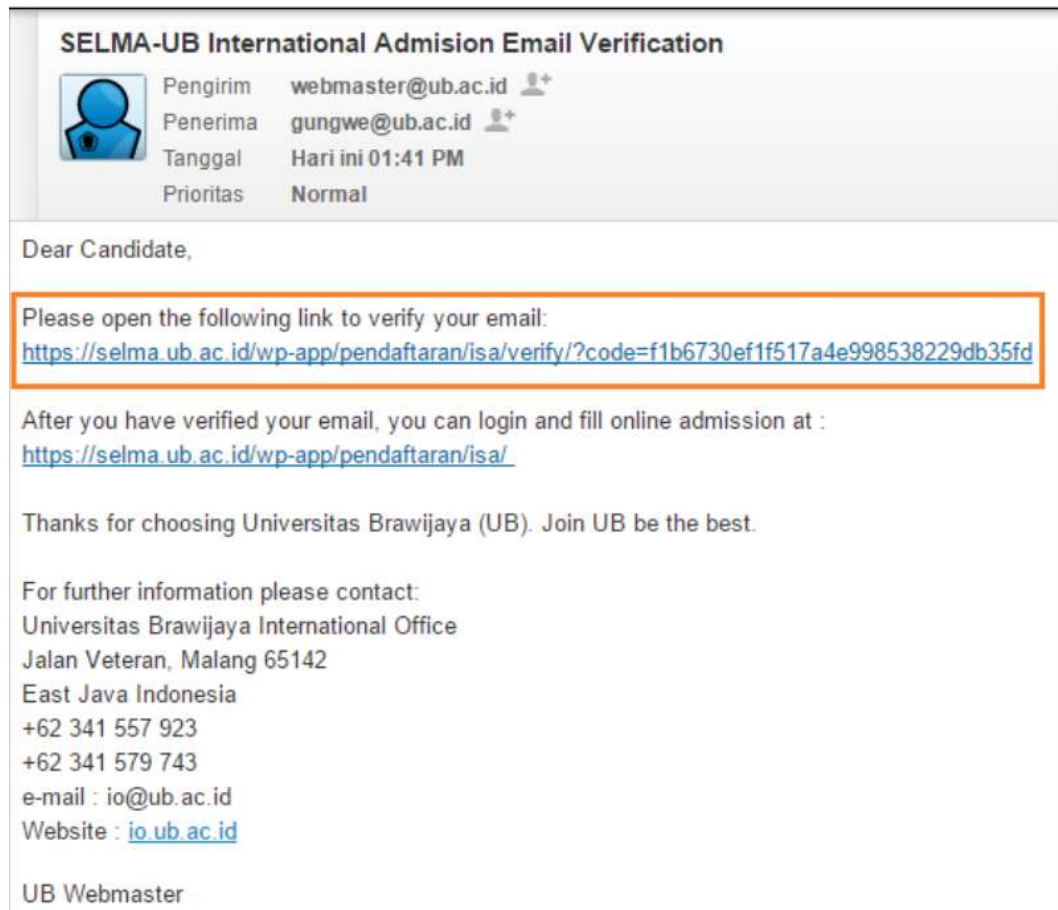 SELMA-UB International Admision Email Verification
Pengirim webmaster@ub.ac.id
Penerima gungwe@ub.ac.id
Tanggal Hari ini 01:41 PM
Prioritas Normal
Dear Candidate,
Please open the following link to verify your email:
https://selma.ub.ac.id/wp-app/pendaftaran/isa/verify/?code=f1b6730ef1f517a4e998538229db35fd
After you have verified your email, you can login and fill online admission at :
https://selma.ub.ac.id/wp-app/pendaftaran/isa/
Thanks for choosing Universitas Brawijaya (UB). Join UB be the best.
For further information please contact:
Universitas Brawijaya International Office
Jalan Veteran, Malang 65142
East Java Indonesia
+62 341 557 923
+62 341 579 743
e-mail : io@ub.ac.id
Website : io.ub.ac.id
UB Webmaster